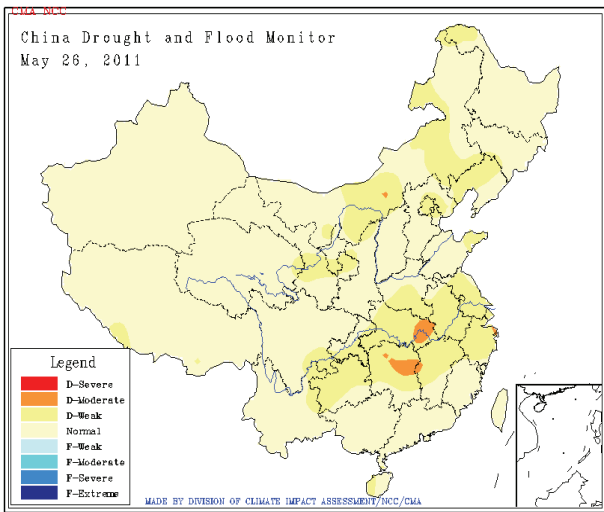 CMA NCC
China Drought and Flood Monitor
May 26, 2011
Legend
D-Severe
D-Moderate
D-Weak
Normal
F-Weak
F-Moderate
F-Severe
F-Extreme
MADE BY DIVISION OF CLIMATE IMPACT ASSESSMENT/NCC/CMA